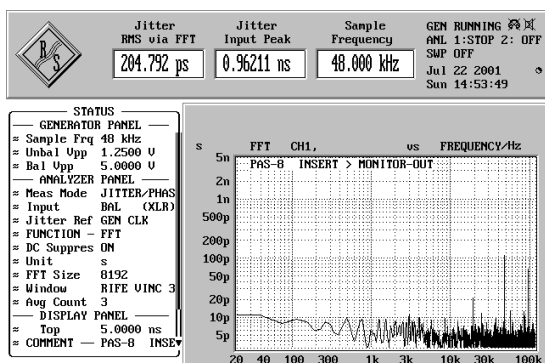 R&S
Jitter
RMS via FFT
204.792 ps
Jitter
Input Peak
0.96211 ns
Sample
Frequency
48.000 kHz
GEN RUNNING
ANL 1:STOP 2: OFF
SWP OFF
Jul 22 2001
Sun 14:53:49
STATUS
GENERATOR PANEL
≈ Sample Frq 48 kHz
≈ Unbal Vpp 1.2500 V
≈ Bal Vpp 5.0000 V
ANALYZER PANEL
≈ Meas Mode JITTER/PHAS
≈ Input BAL (XLR)
≈ Jitter Ref GEN CLK
≈ FUNCTION – FFT
≈ DC Suppres ON
≈ Unit s
≈ FFT Size 8192
≈ Window RIFE VINC 3
≈ Avg Count 3
DISPLAY PANEL
≈ Top 5.0000 ns
≈ COMMENT – PAS-8 INSE
s FFT CH1, vs FREQUENCY/Hz
PAS-8 INSERT > MONITOR-OUT
5n
2n
1n
500p
200p
100p
50p
20p
10p
5p
20 40 100 300 1k 3k 10k 30k 100k